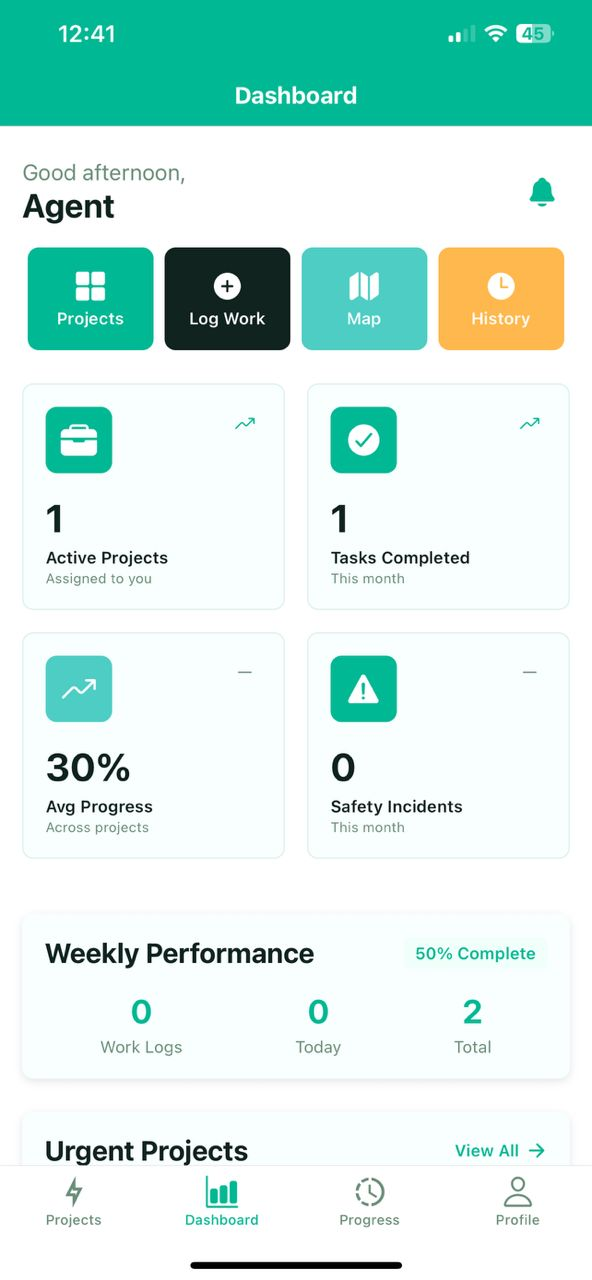 12:41
45
Dashboard
Good afternoon,
Agent
Projects
Log Work
Map
History
1
Active Projects
Assigned to you
1
Tasks Completed
This month
30%
Avg Progress
Across projects
0
Safety Incidents
This month
Weekly Performance
50% Complete
0
Work Logs
0
Today
2
Total
Urgent Projects
View All →
Projects
Dashboard
Progress
Profile